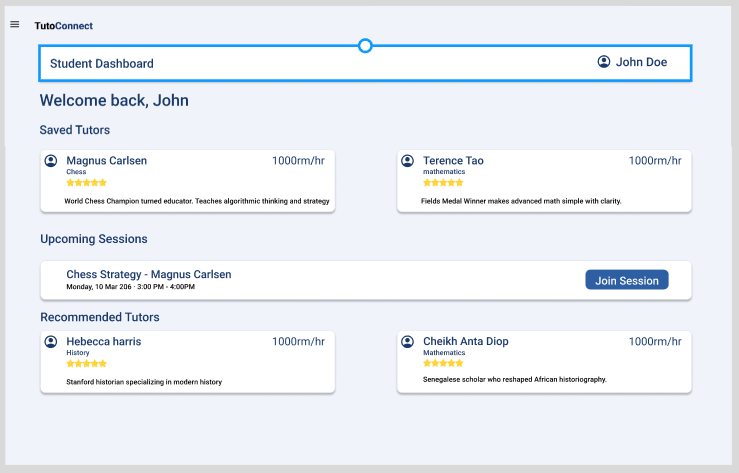 TutoConnect
Student Dashboard
John Doe
Welcome back, John
Saved Tutors
Magnus Carlsen
1000rm/hr
Chess
World Chess Champion turned educator. Teaches algorithmic thinking and strategy
Terence Tao
1000rm/hr
mathematics
Fields Medal Winner makes advanced math simple with clarity.
Upcoming Sessions
Chess Strategy - Magnus Carlsen
Monday, 10 Mar 206 · 3:00 PM - 4:00PM
Join Session
Recommended Tutors
Hebecca harris
1000rm/hr
History
Stanford historian specializing in modern history
Cheikh Anta Diop
1000rm/hr
Mathematics
Senegalese scholar who reshaped African historiography.